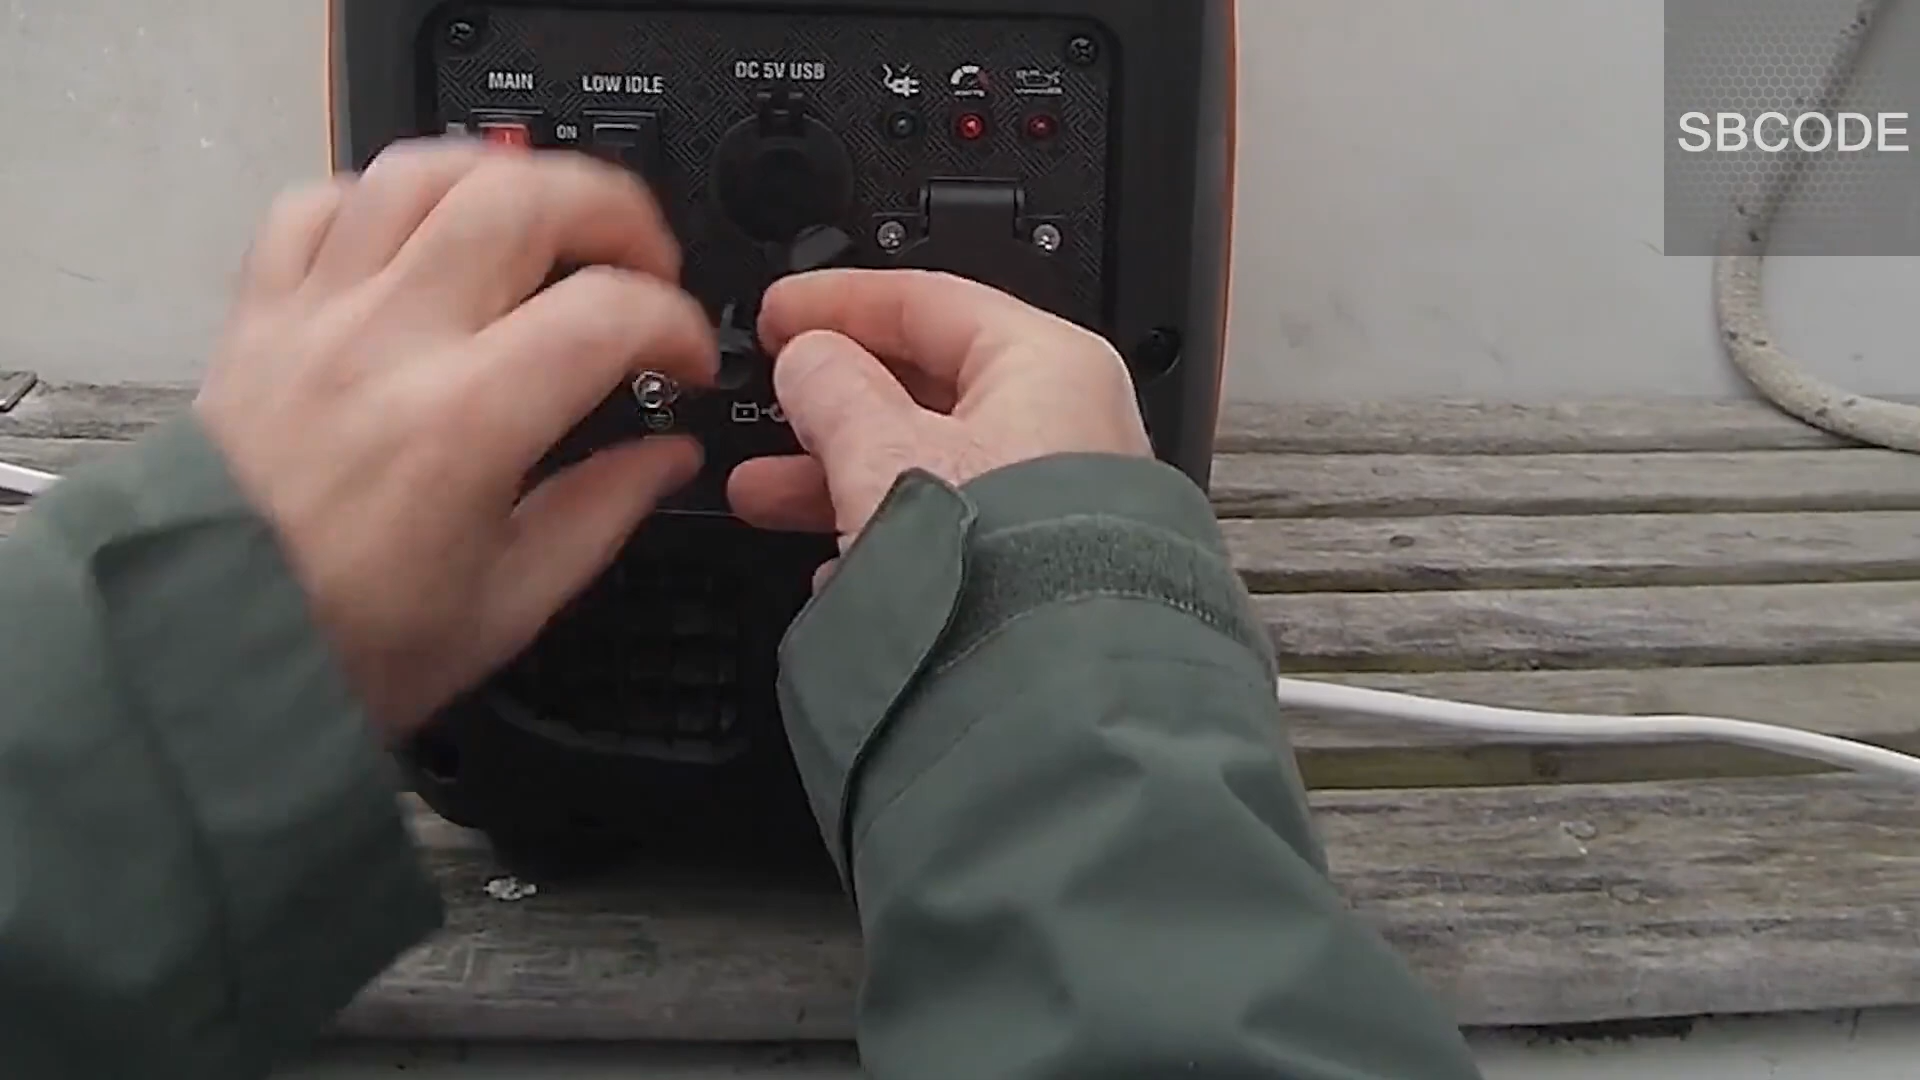 MAIN
LOW IDLE
DC 5V USB
ON
SBCODE